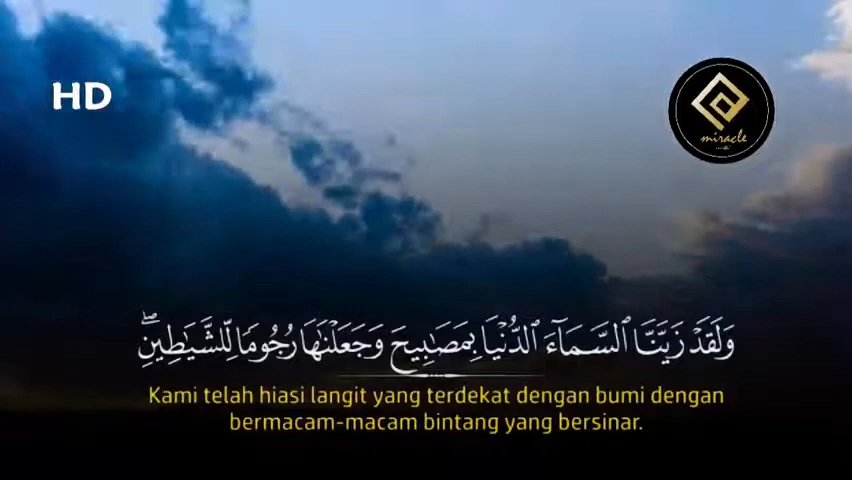 HD
miracle
وَلَقَدْ زَيَّنَّا ٱلسَّمَآءَ ٱلدُّنْيَا بِمَصَٰبِيحَ وَجَعَلْنَٰهَا رُجُومًا لِّلشَّيَٰطِينِۖ
Kami telah hiasi langit yang terdekat dengan bumi dengan
bermacam-macam bintang yang bersinar.